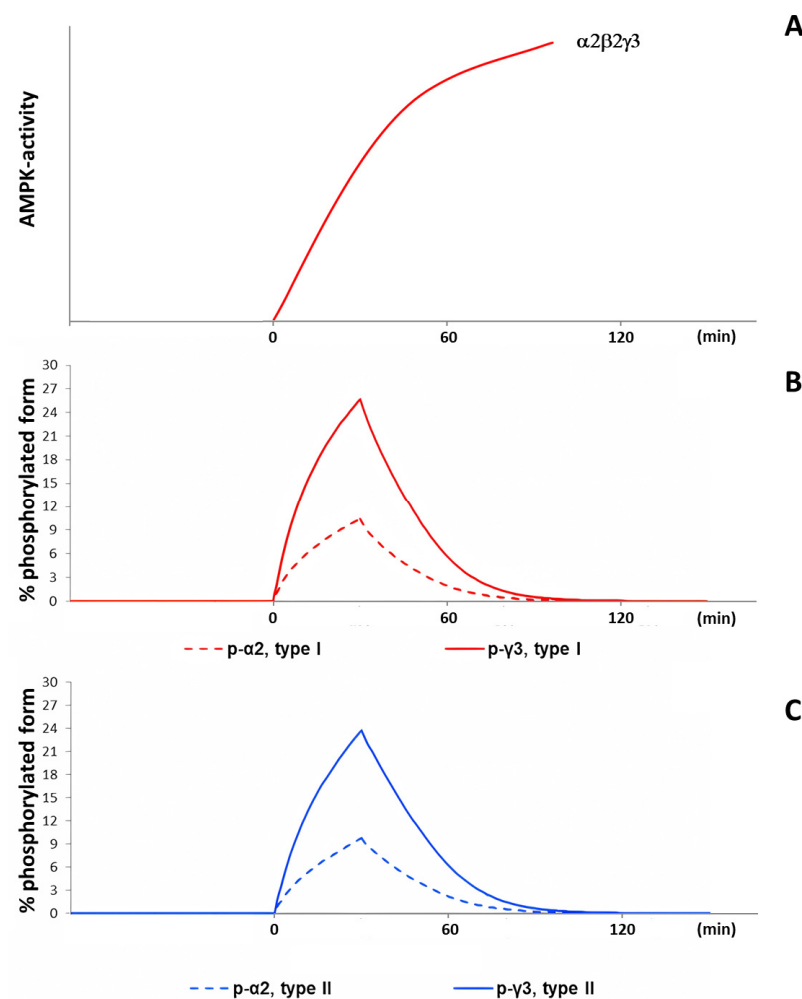 A
α2β2γ3
AMPK-activity
0 60 120 (min)
B
% phosphorylated form
30
27
24
21
18
15
12
9
6
3
0
0 60 120 (min)
p-α2, type I p-γ3, type I
C
% phosphorylated form
30
27
24
21
18
15
12
9
6
3
0
0 60 120 (min)
p-α2, type II p-γ3, type II